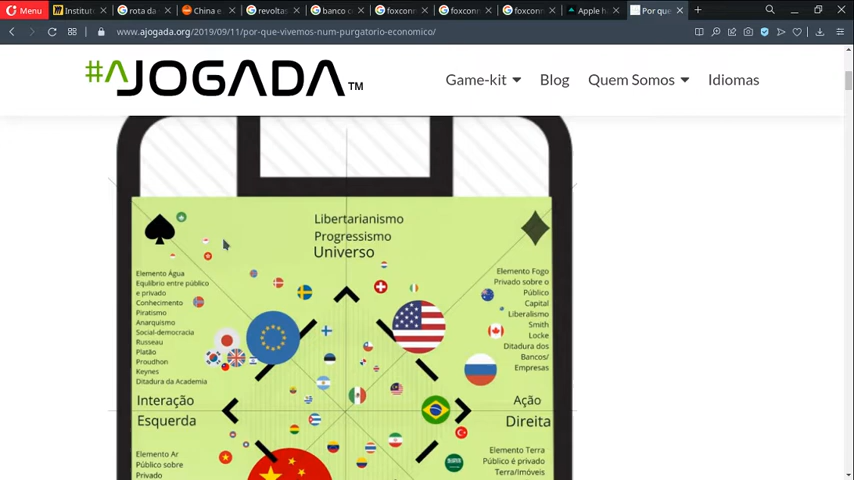 Menu
Institut
rota da
China e
revoltas
banco c
foxconn
foxconn
foxconn
Apple h
Por que
www.ajogada.org/2019/09/11/por-que-vivemos-num-purgatorio-economico/
#AJOGADA™
Game-kit
Blog
Quem Somos
Idiomas
Libertarianismo
Progressismo
Universo
Elemento Água
Equlíbrio entre público
e privado
Conhecimento
Piratismo
Anarquismo
Social-democracia
Russeau
Platão
Proudhon
Keynes
Ditadura da Academia
Elemento Fogo
Privado sobre o
Público
Capital
Liberalismo
Smith
Locke
Ditadura dos
Bancos/
Empresas
Interação
Esquerda
Ação
Direita
Elemento Ar
Público sobre
Privado
Elemento Terra
Público é privado
Terra/Imóveis